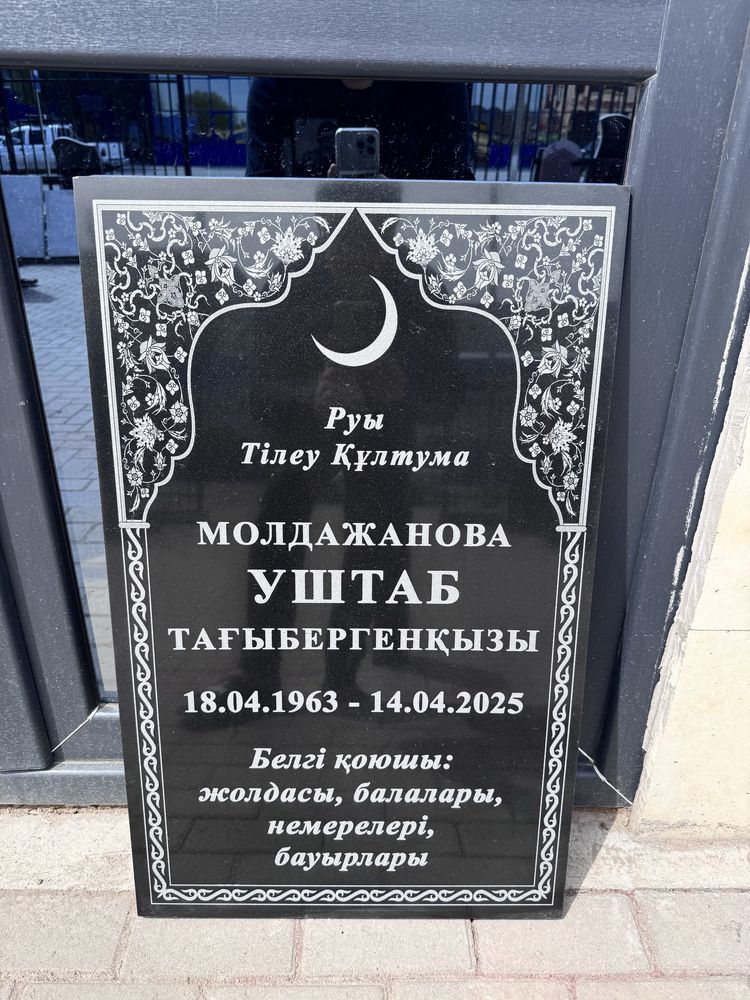 Руы
Тілеу Құлтума
МОЛДАЖАНОВА
УШТАБ
ТАҒЫБЕРГЕНҚЫЗЫ
18.04.1963 - 14.04.2025
Белгі қоюшы:
жолдасы, балалары,
немерелері,
бауырлары